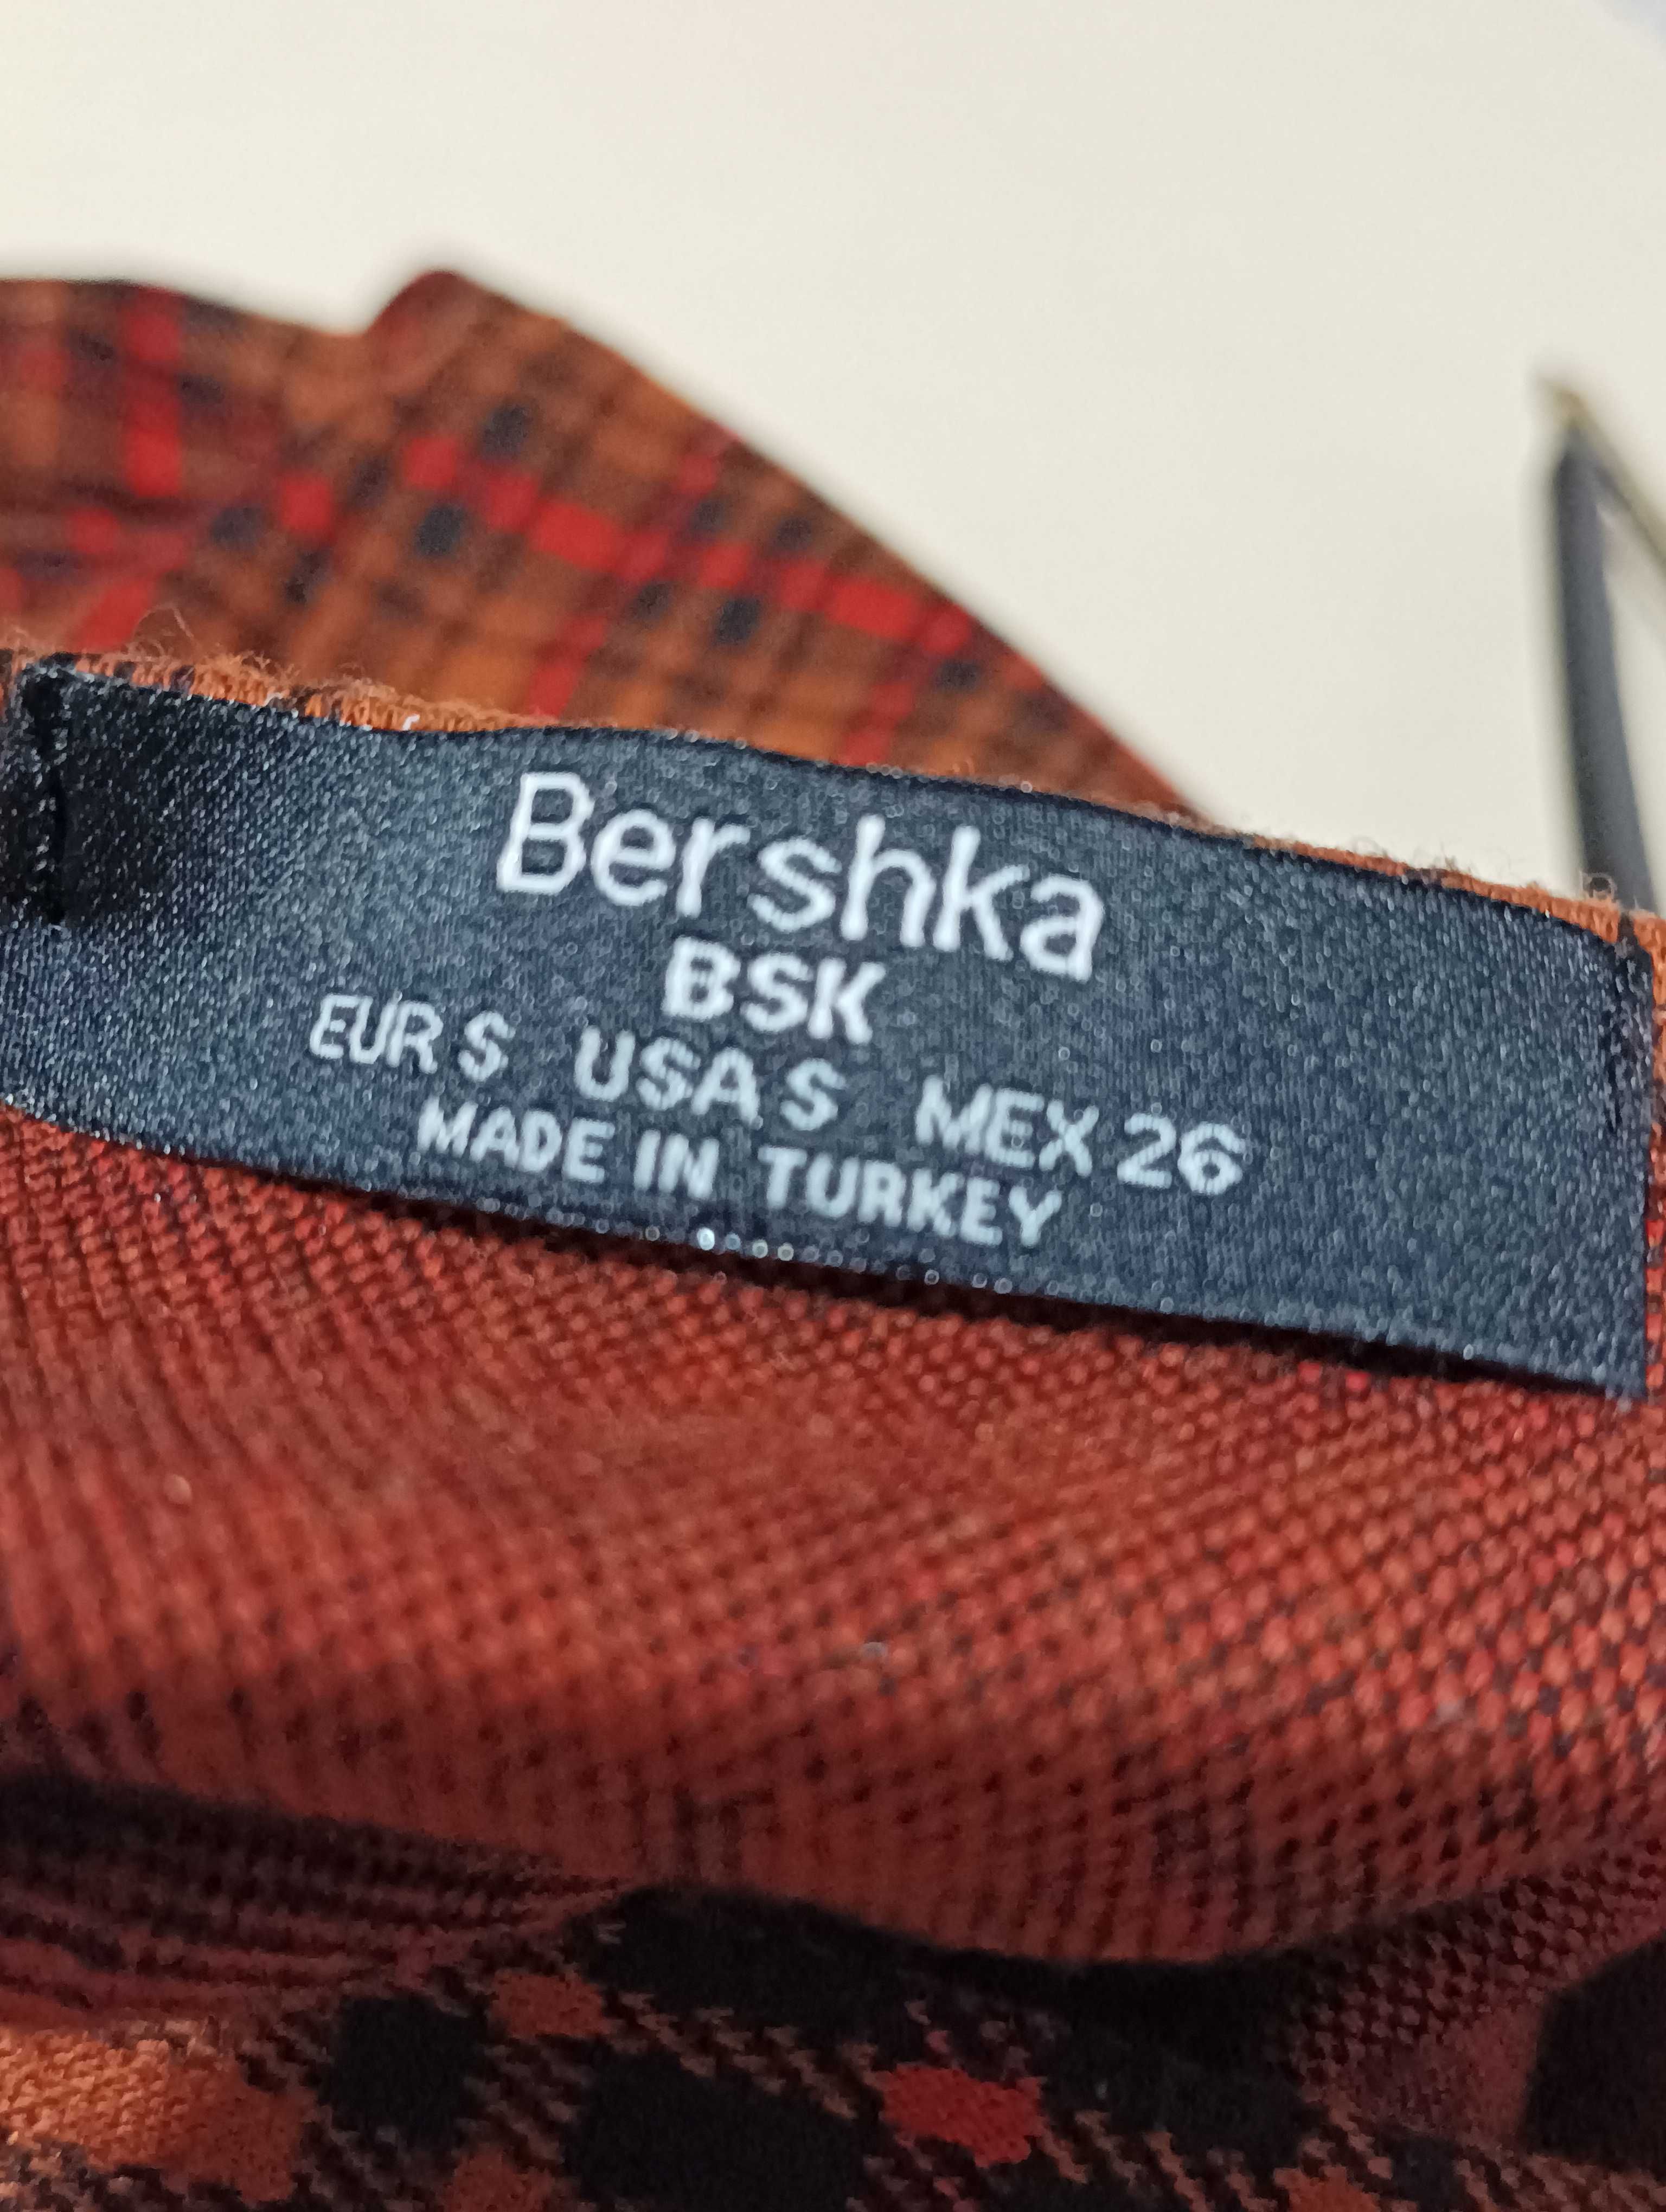 Bershka
BSK
EUR S USA S MEX 26
MADE IN TURKEY